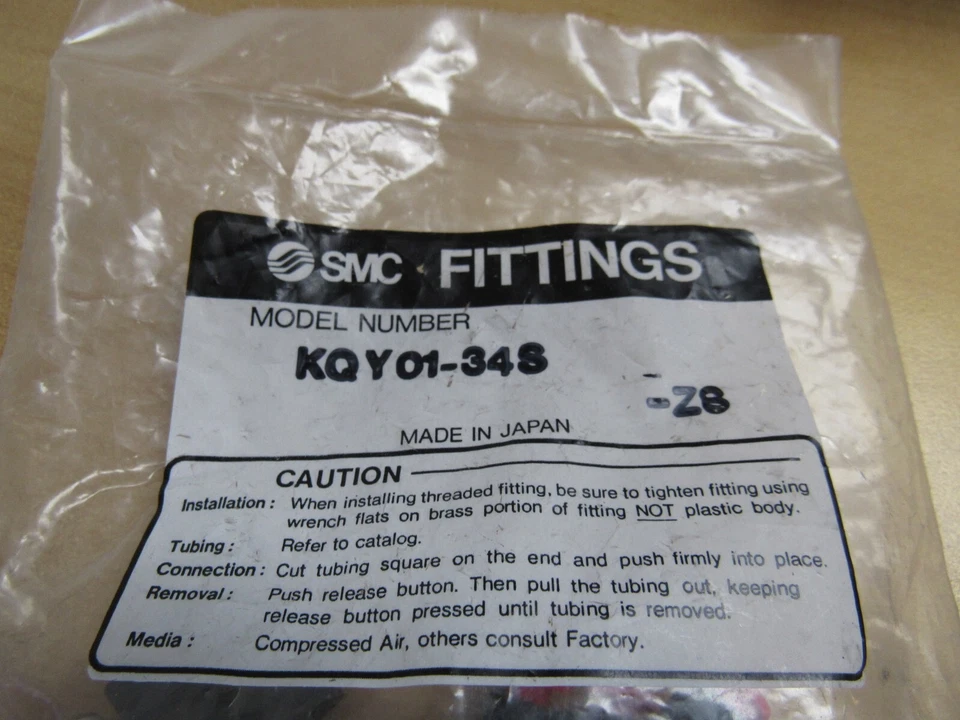 SMC FITTINGS
MODEL NUMBER
KQY01-34S
-Z8
MADE IN JAPAN
CAUTION
Installation : When installing threaded fitting, be sure to tighten fitting using
wrench flats on brass portion of fitting NOT plastic body.
Tubing : Refer to catalog.
Connection : Cut tubing square on the end and push firmly into place.
Removal : Push release button. Then pull the tubing out, keeping
release button pressed until tubing is removed.
Media : Compressed Air, others consult Factory.